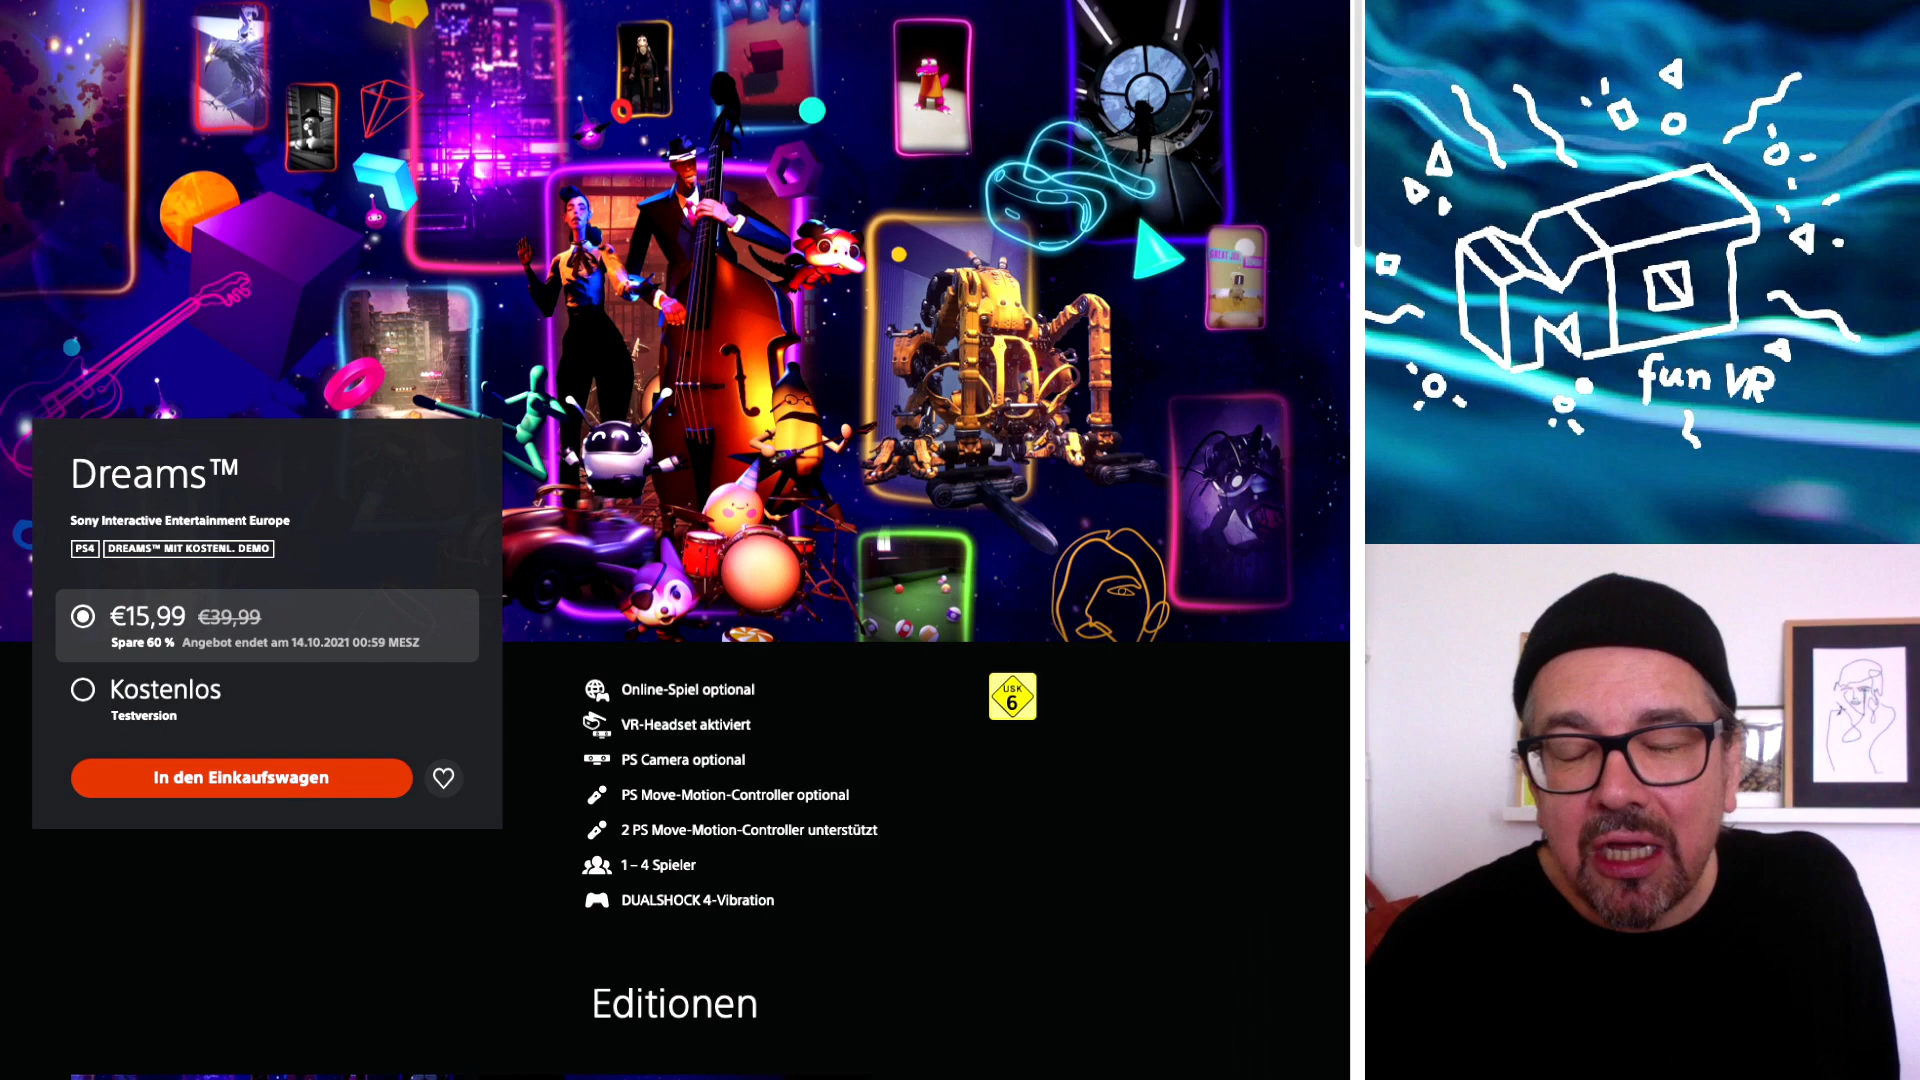 Dreams™
Sony Interactive Entertainment Europe
PS4 DREAMS™ MIT KOSTENL. DEMO
€15,99 €39,99
Spare 60 % Angebot endet am 14.10.2021 00:59 MESZ
Kostenlos
Testversion
In den Einkaufswagen
Online-Spiel optional
VR-Headset aktiviert
PS Camera optional
PS Move-Motion-Controller optional
2 PS Move-Motion-Controller unterstützt
1 – 4 Spieler
DUALSHOCK 4-Vibration
USK
6
Editionen
fun VR